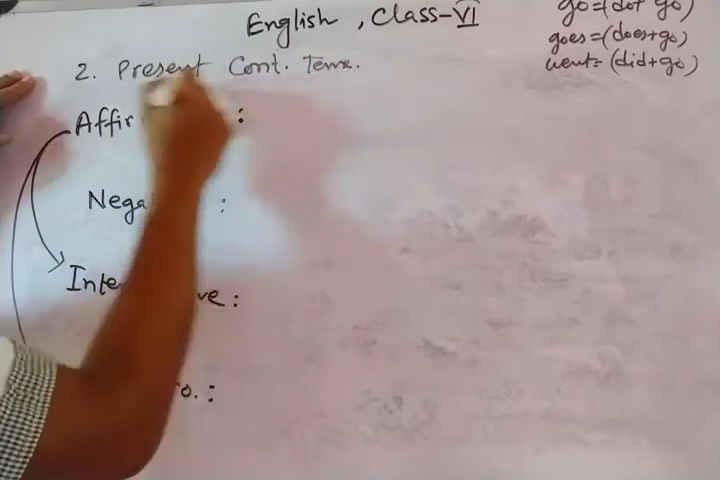 English, Class-VI
go=(do+go)
goes=(does+go)
went=(did+go)
2. Present Cont. Tense.
Affir :
Nega :
Inte ve :
o. :